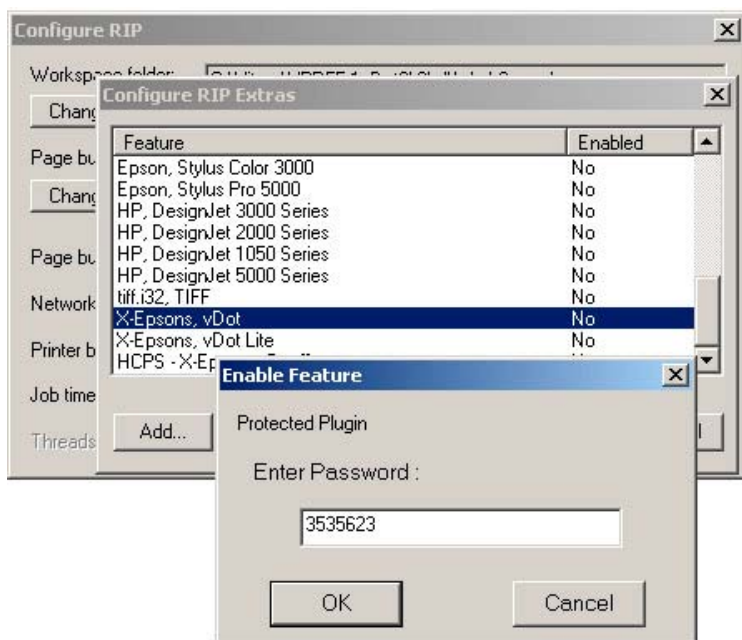 Configure RIP
Workspace folder:
Configure RIP Extras
Feature Enabled
Epson, Stylus Color 3000 No
Epson, Stylus Pro 5000 No
HP, DesignJet 3000 Series No
HP, DesignJet 2000 Series No
HP, DesignJet 1050 Series No
HP, DesignJet 5000 Series No
tiff.i32, TIFF No
X-Epsons, vDot No
X-Epsons, vDot Lite No
HCPS - X-Ep
Chang
Page bu
Chang
Page bu
Network
Printer b
Job time
Threads
Add...
Enable Feature
Protected Plugin
Enter Password :
3535623
OK Cancel